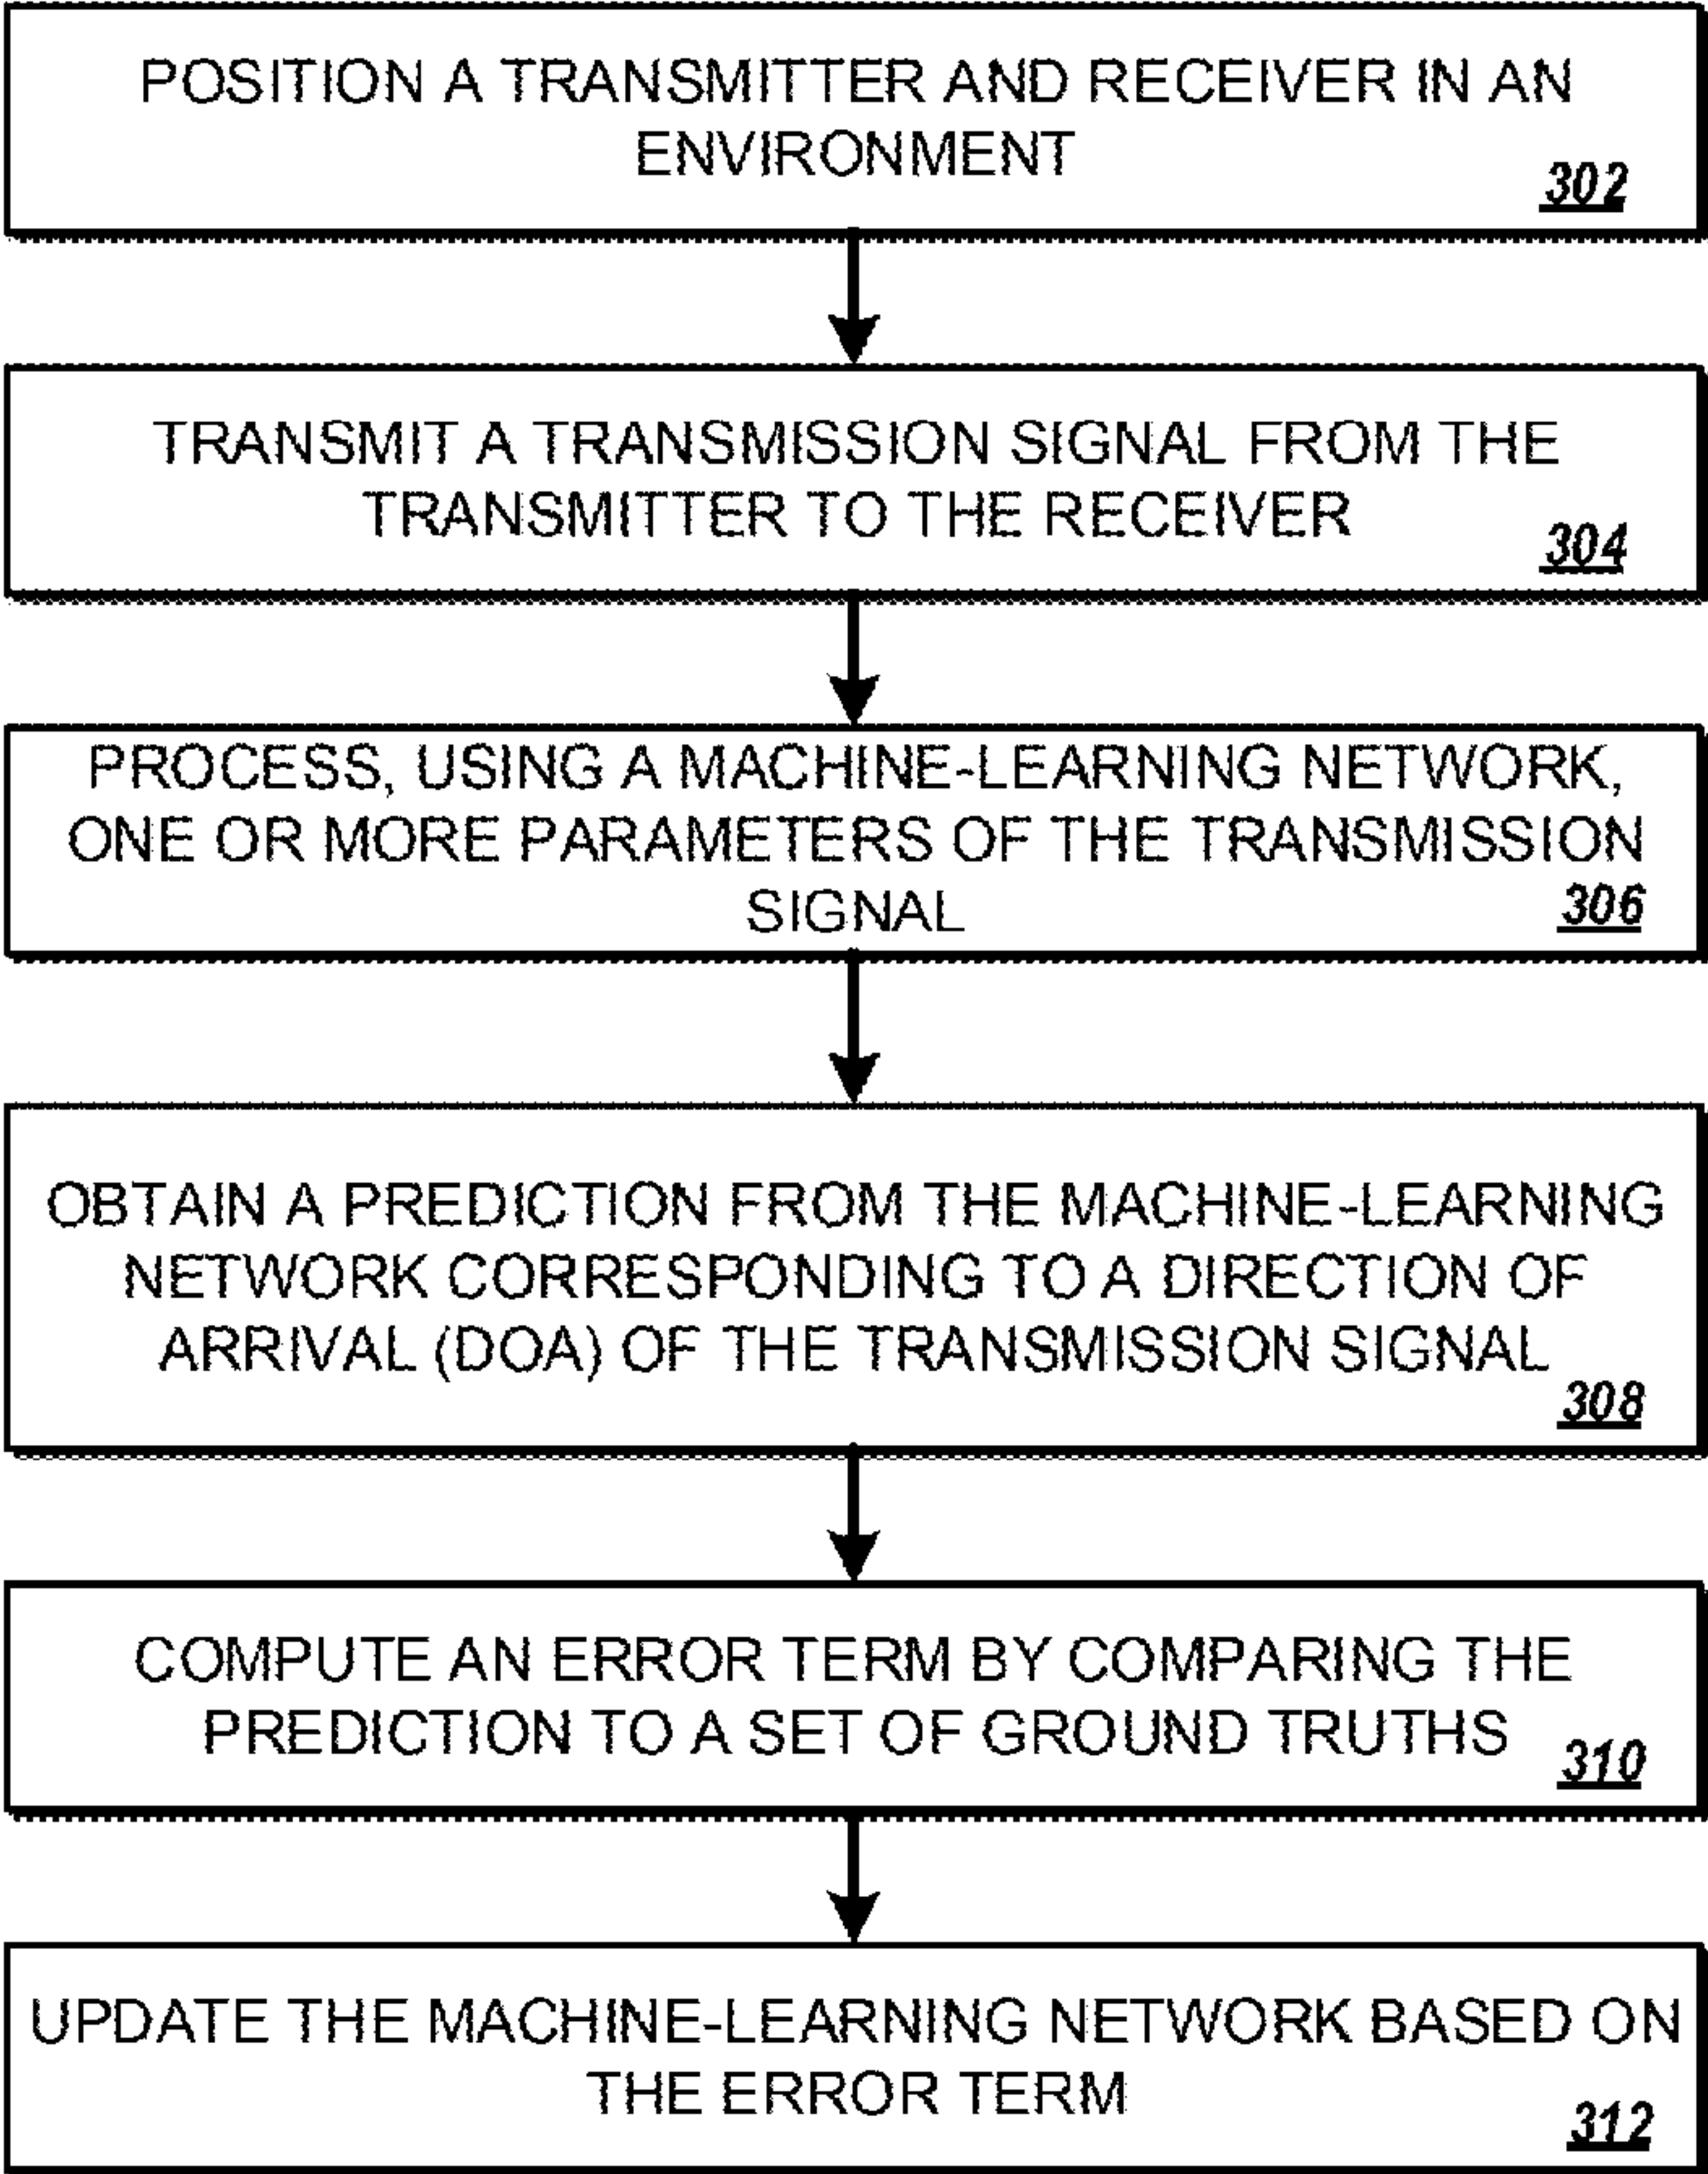 POSITION A TRANSMITTER AND RECEIVER IN AN
ENVIRONMENT
302
TRANSMIT A TRANSMISSION SIGNAL FROM THE
TRANSMITTER TO THE RECEIVER
304
PROCESS, USING A MACHINE-LEARNING NETWORK,
ONE OR MORE PARAMETERS OF THE TRANSMISSION
SIGNAL
306
OBTAIN A PREDICTION FROM THE MACHINE-LEARNING
NETWORK CORRESPONDING TO A DIRECTION OF
ARRIVAL (DOA) OF THE TRANSMISSION SIGNAL
308
COMPUTE AN ERROR TERM BY COMPARING THE
PREDICTION TO A SET OF GROUND TRUTHS
310
UPDATE THE MACHINE-LEARNING NETWORK BASED ON
THE ERROR TERM
312